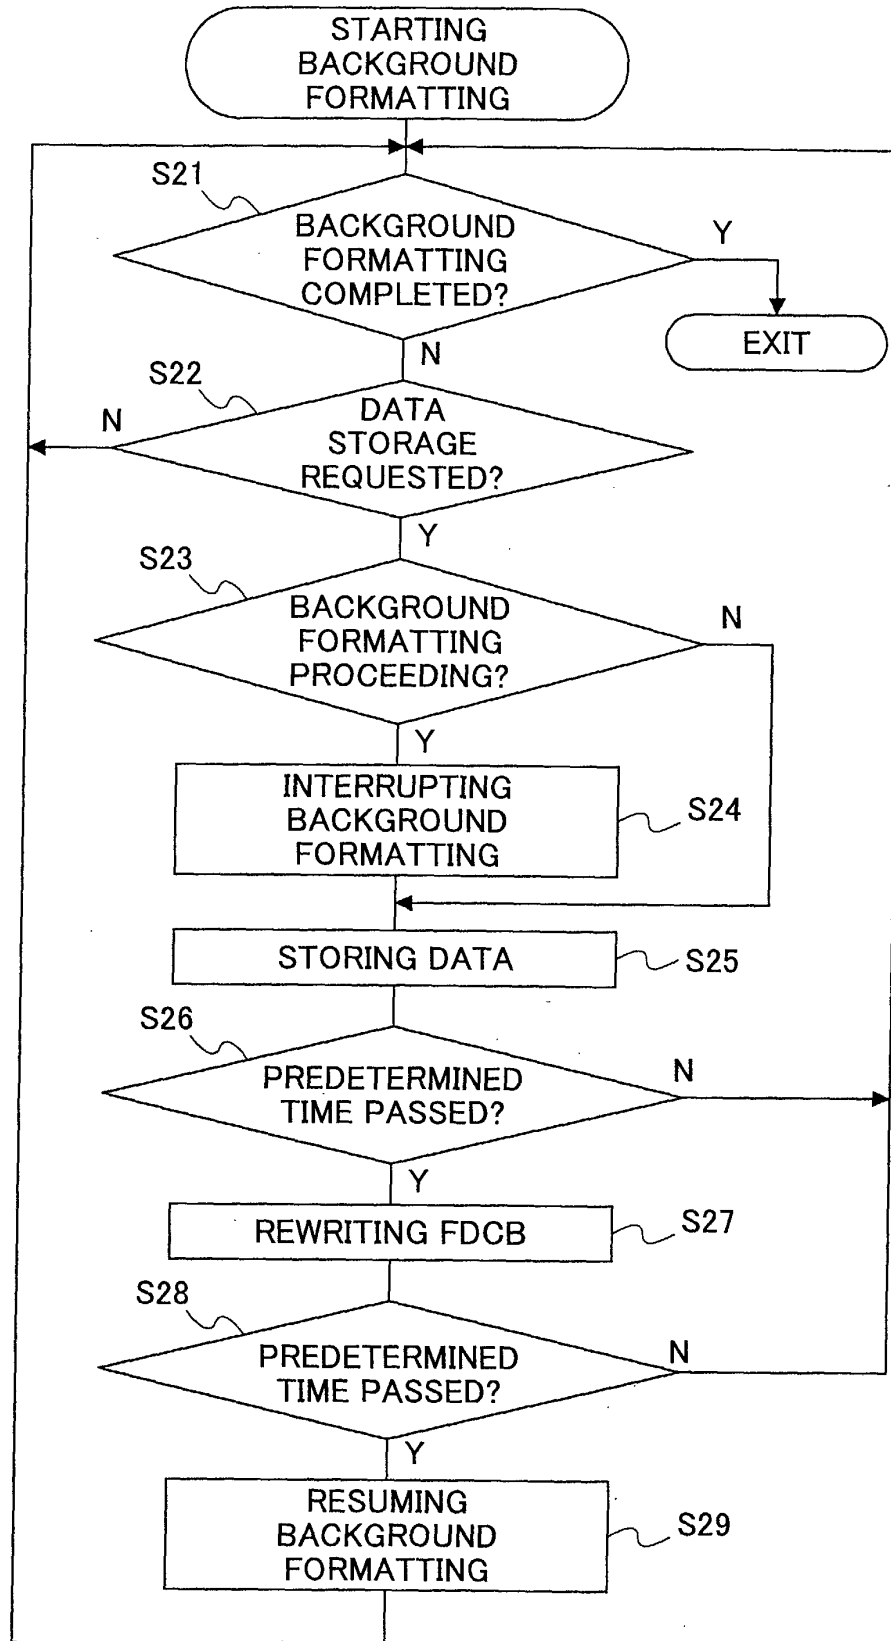 STARTING
BACKGROUND
FORMATTING
S21
BACKGROUND
FORMATTING
COMPLETED?
Y
EXIT
N
S22
DATA
STORAGE
REQUESTED?
N
Y
S23
BACKGROUND
FORMATTING
PROCEEDING?
N
Y
INTERRUPTING
BACKGROUND
FORMATTING
S24
STORING DATA
S25
S26
PREDETERMINED
TIME PASSED?
N
Y
REWRITING FDCB
S27
S28
PREDETERMINED
TIME PASSED?
N
Y
RESUMING
BACKGROUND
FORMATTING
S29